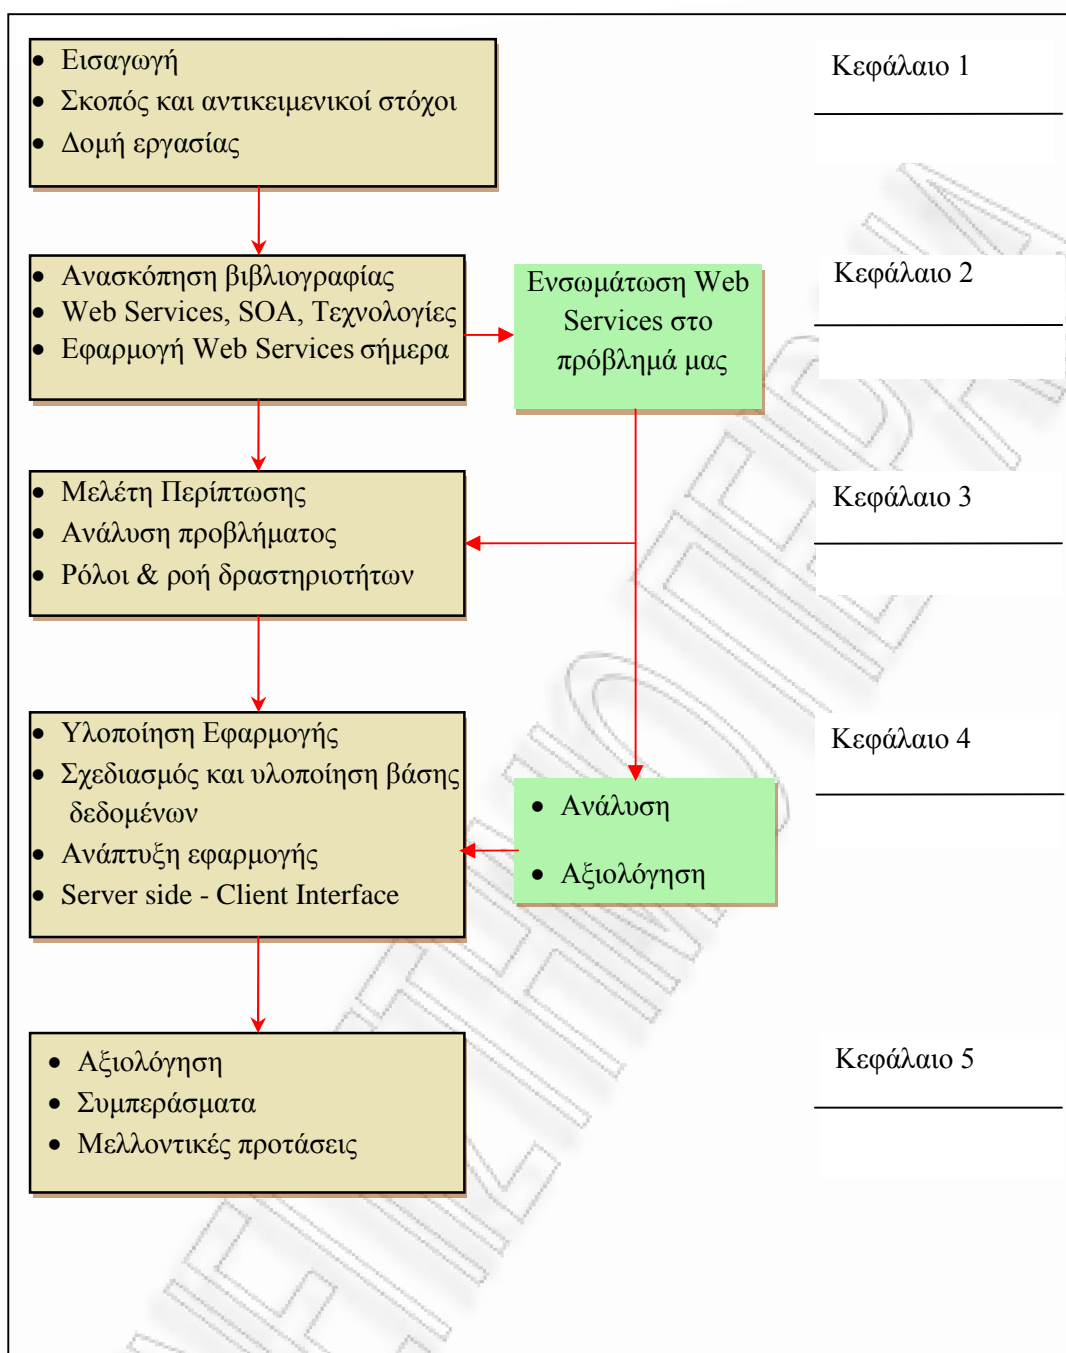 • Εισαγωγή
• Σκοπός και αντικειμενικοί στόχοι
• Δομή εργασίας
Κεφάλαιο 1
• Ανασκόπηση βιβλιογραφίας
• Web Services, SOA, Τεχνολογίες
• Εφαρμογή Web Services σήμερα
Ενσωμάτωση Web
Services στο
πρόβλημά μας
Κεφάλαιο 2
• Μελέτη Περίπτωσης
• Ανάλυση προβλήματος
• Ρόλοι & ροή δραστηριοτήτων
Κεφάλαιο 3
• Υλοποίηση Εφαρμογής
• Σχεδιασμός και υλοποίηση βάσης
δεδομένων
• Ανάπτυξη εφαρμογής
• Server side - Client Interface
• Ανάλυση
• Αξιολόγηση
Κεφάλαιο 4
• Αξιολόγηση
• Συμπεράσματα
• Μελλοντικές προτάσεις
Κεφάλαιο 5